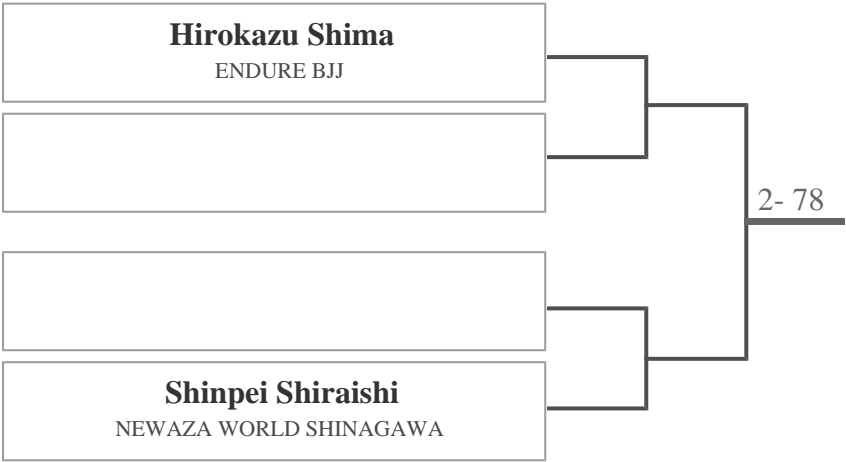 Hirokazu Shima
ENDURE BJJ
2- 78
Shinpei Shiraishi
NEWAZA WORLD SHINAGAWA